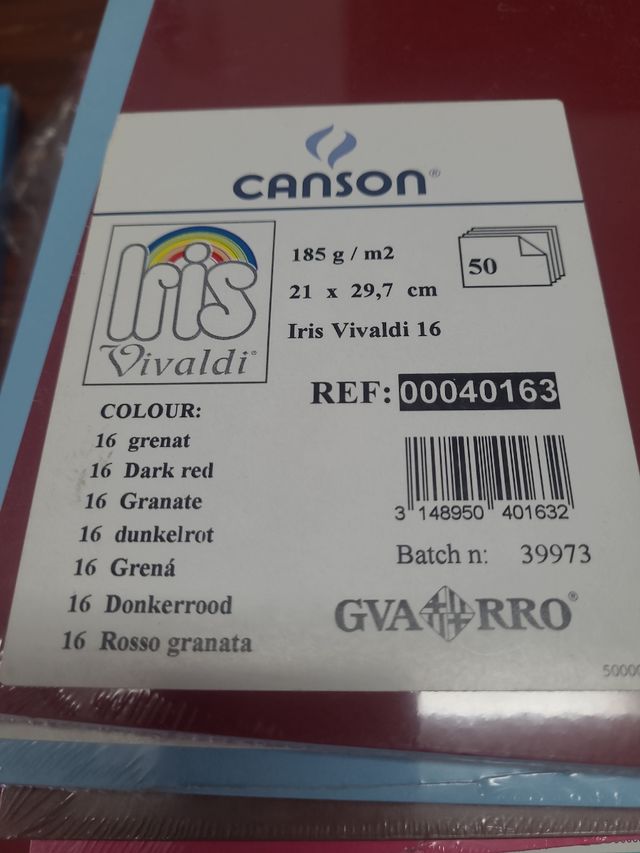 CANSON®
Iris
Vivaldi®
185 g / m2
21 x 29,7 cm
Iris Vivaldi 16
50
REF: 00040163
COLOUR:
16 grenat
16 Dark red
16 Granate
16 dunkelrot
16 Grená
16 Donkerrood
16 Rosso granata
3 148950 401632
Batch n: 39973
GVARRO®